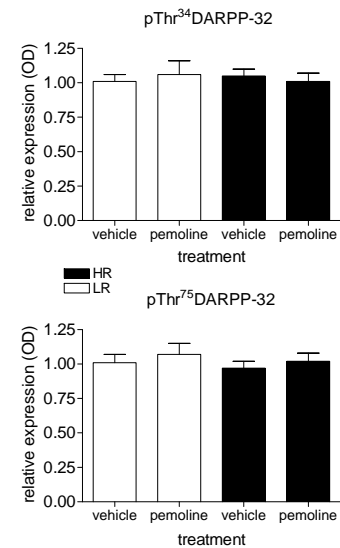 pThr³⁴DARPP-32
relative expression (OD)
1.25
1.00
0.75
0.50
0.25
0.00
vehicle pemoline vehicle pemoline
treatment
HR
LR
pThr⁷⁵DARPP-32
relative expression (OD)
1.25
1.00
0.75
0.50
0.25
0.00
vehicle pemoline vehicle pemoline
treatment